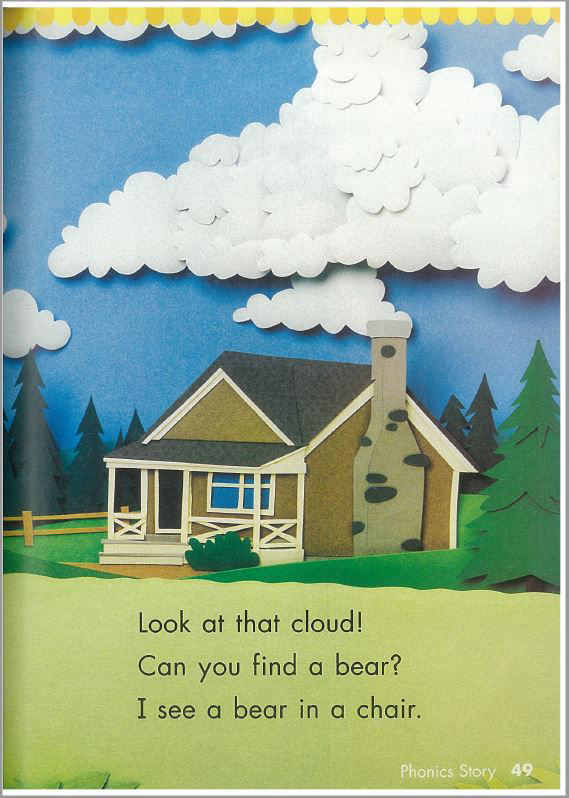 Look at that cloud!
Can you find a bear?
I see a bear in a chair.
Phonics Story 49